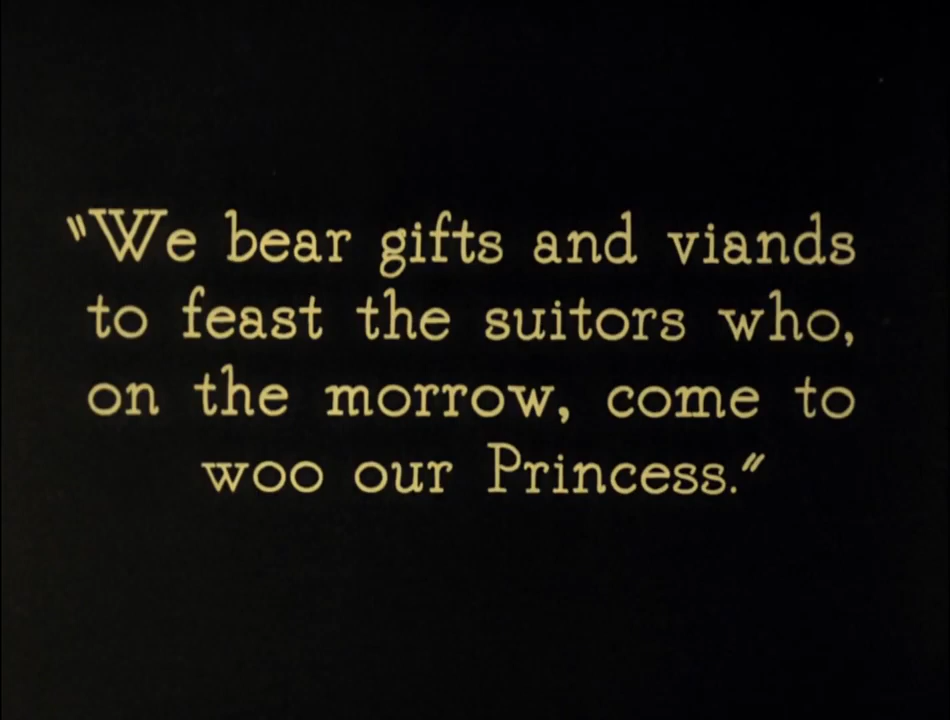 "We bear gifts and viands
to feast the suitors who,
on the morrow, come to
woo our Princess."